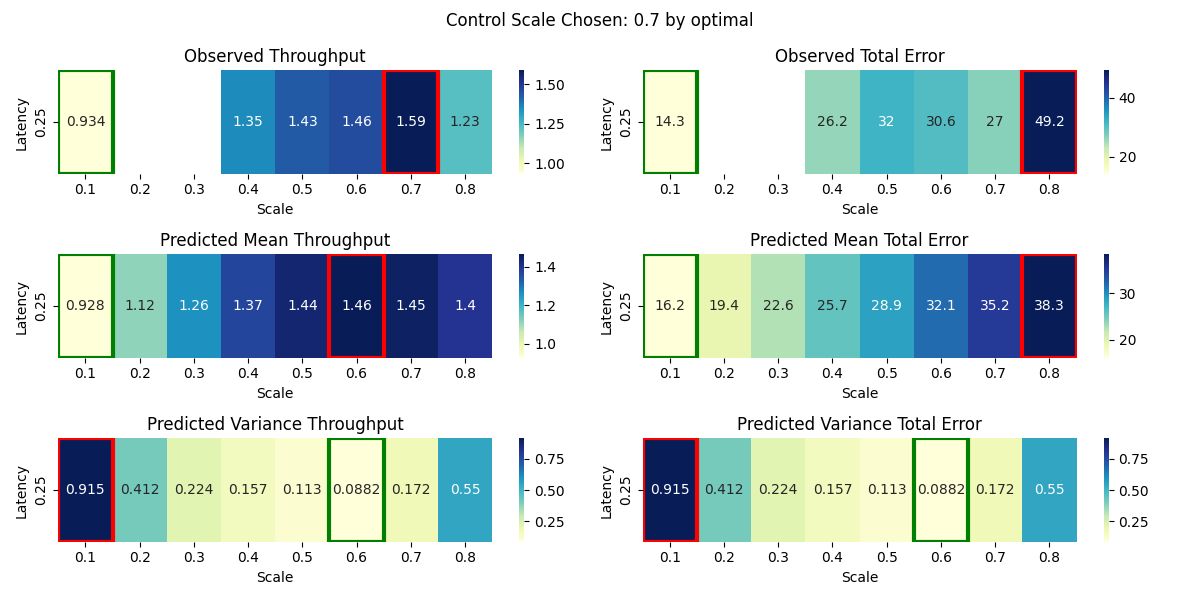 Control Scale Chosen: 0.7 by optimal
Observed Throughput
Latency
0.25
0.934 1.35 1.43 1.46 1.59 1.23
0.1 0.2 0.3 0.4 0.5 0.6 0.7 0.8
Scale
1.50
1.25
1.00
Observed Total Error
Latency
0.25
14.3 26.2 32 30.6 27 49.2
0.1 0.2 0.3 0.4 0.5 0.6 0.7 0.8
Scale
40
20
Predicted Mean Throughput
Latency
0.25
0.928 1.12 1.26 1.37 1.44 1.46 1.45 1.4
0.1 0.2 0.3 0.4 0.5 0.6 0.7 0.8
Scale
1.4
1.2
1.0
Predicted Mean Total Error
Latency
0.25
16.2 19.4 22.6 25.7 28.9 32.1 35.2 38.3
0.1 0.2 0.3 0.4 0.5 0.6 0.7 0.8
Scale
30
20
Predicted Variance Throughput
Latency
0.25
0.915 0.412 0.224 0.157 0.113 0.0882 0.172 0.55
0.1 0.2 0.3 0.4 0.5 0.6 0.7 0.8
Scale
0.75
0.50
0.25
Predicted Variance Total Error
Latency
0.25
0.915 0.412 0.224 0.157 0.113 0.0882 0.172 0.55
0.1 0.2 0.3 0.4 0.5 0.6 0.7 0.8
Scale
0.75
0.50
0.25